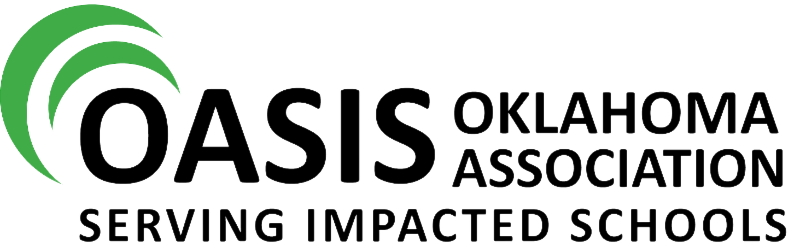 OASIS OKLAHOMA
ASSOCIATION
SERVING IMPACTED SCHOOLS